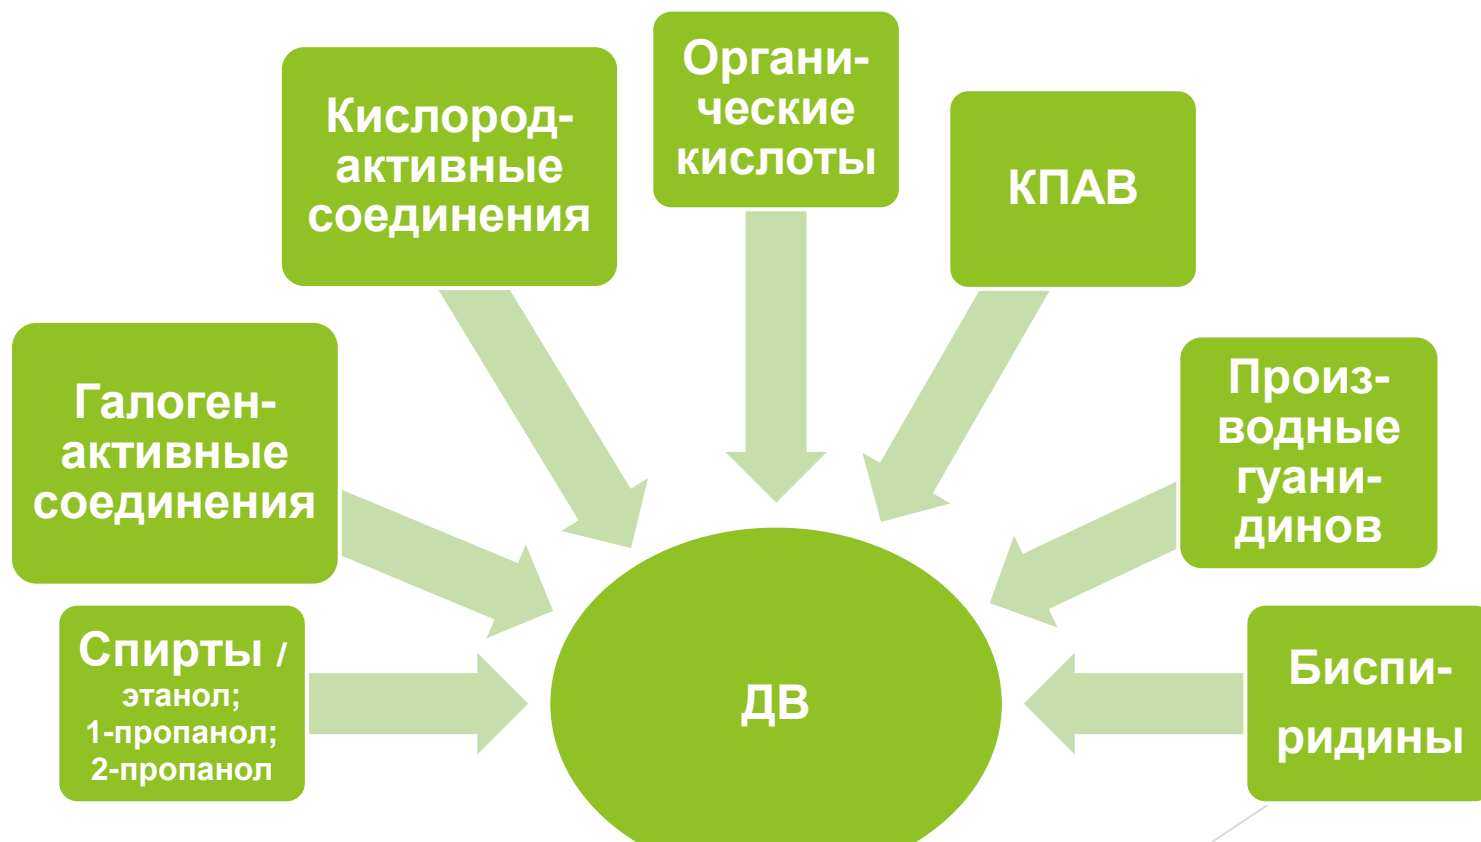 Органи-
ческие
кислоты
Кислород-
активные
соединения
КПАВ
Галоген-
активные
соединения
Произ-
водные
гуани-
динов
Спирты /
этанол;
1-пропанол;
2-пропанол
ДВ
Биспи-
ридины